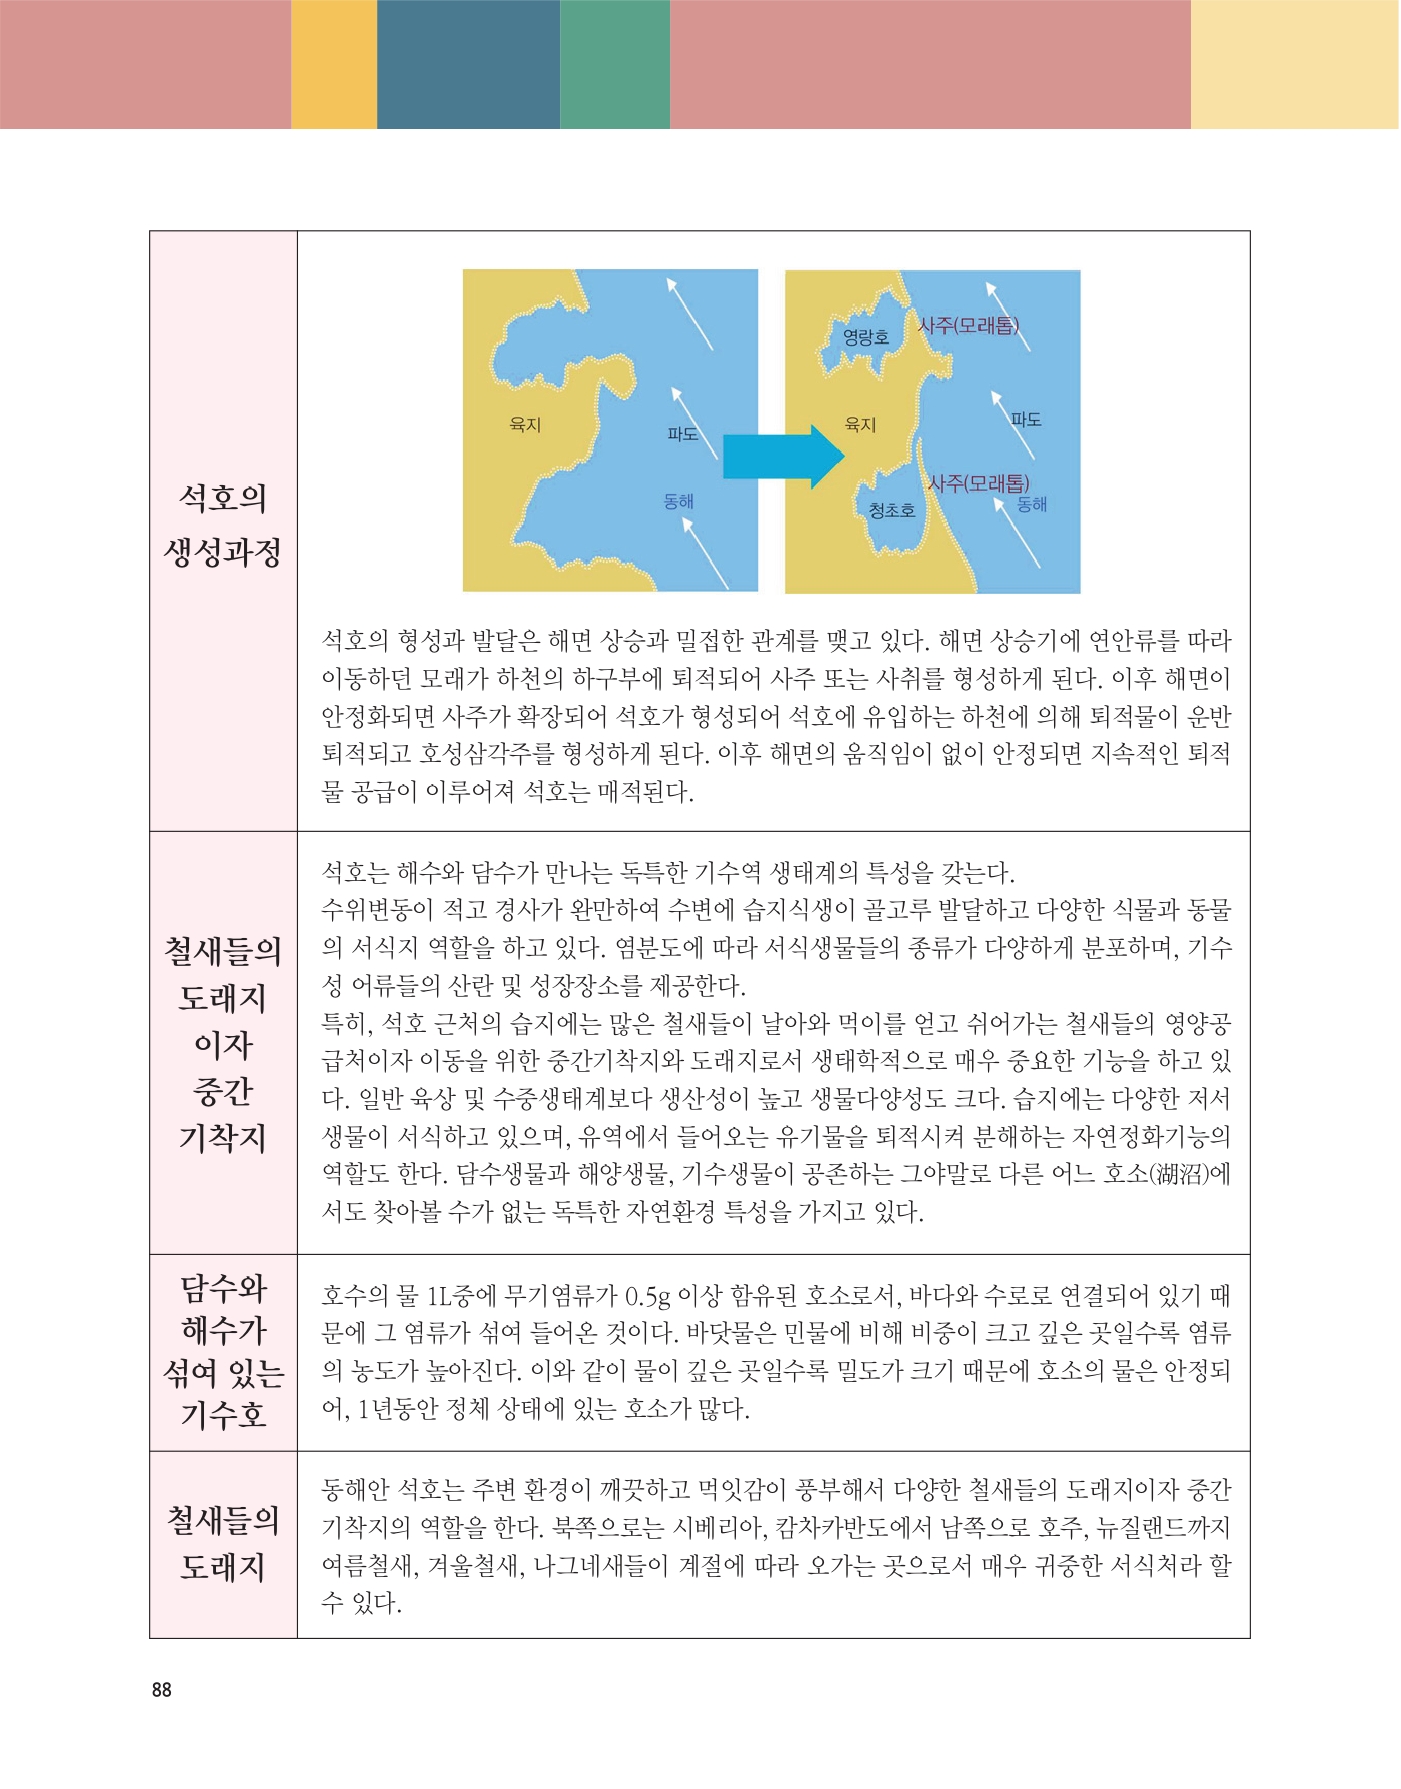 석호의
생성과정
육지
파도
동해
영랑호
사주(모래톱)
육지
파도
사주(모래톱)
동해
청초호
석호의 형성과 발달은 해면 상승과 밀접한 관계를 맺고 있다. 해면 상승기에 연안류를 따라
이동하던 모래가 하천의 하구부에 퇴적되어 사주 또는 사취를 형성하게 된다. 이후 해면이
안정화되면 사주가 확장되어 석호가 형성되어 석호에 유입하는 하천에 의해 퇴적물이 운반
퇴적되고 호성삼각주를 형성하게 된다. 이후 해면의 움직임이 없이 안정되면 지속적인 퇴적
물 공급이 이루어져 석호는 매적된다.
철새들의
도래지
이자
중간
기착지
석호는 해수와 담수가 만나는 독특한 기수역 생태계의 특성을 갖는다.
수위변동이 적고 경사가 완만하여 수변에 습지식생이 골고루 발달하고 다양한 식물과 동물
의 서식지 역할을 하고 있다. 염분도에 따라 서식생물들의 종류가 다양하게 분포하며, 기수
성 어류들의 산란 및 성장장소를 제공한다.
특히, 석호 근처의 습지에는 많은 철새들이 날아와 먹이를 얻고 쉬어가는 철새들의 영양공
급처이자 이동을 위한 중간기착지와 도래지로서 생태학적으로 매우 중요한 기능을 하고 있
다. 일반 육상 및 수중생태계보다 생산성이 높고 생물다양성도 크다. 습지에는 다양한 저서
생물이 서식하고 있으며, 유역에서 들어오는 유기물을 퇴적시켜 분해하는 자연정화기능의
역할도 한다. 담수생물과 해양생물, 기수생물이 공존하는 그야말로 다른 어느 호소(湖沼)에
서도 찾아볼 수가 없는 독특한 자연환경 특성을 가지고 있다.
담수와
해수가
섞여 있는
기수호
호수의 물 1L중에 무기염류가 0.5g 이상 함유된 호소로서, 바다와 수로로 연결되어 있기 때
문에 그 염류가 섞여 들어온 것이다. 바닷물은 민물에 비해 비중이 크고 깊은 곳일수록 염류
의 농도가 높아진다. 이와 같이 물이 깊은 곳일수록 밀도가 크기 때문에 호소의 물은 안정되
어, 1년동안 정체 상태에 있는 호소가 많다.
철새들의
도래지
동해안 석호는 주변 환경이 깨끗하고 먹잇감이 풍부해서 다양한 철새들의 도래지이자 중간
기착지의 역할을 한다. 북쪽으로는 시베리아, 캄차카반도에서 남쪽으로 호주, 뉴질랜드까지
여름철새, 겨울철새, 나그네새들이 계절에 따라 오가는 곳으로서 매우 귀중한 서식처라 할
수 있다.
88